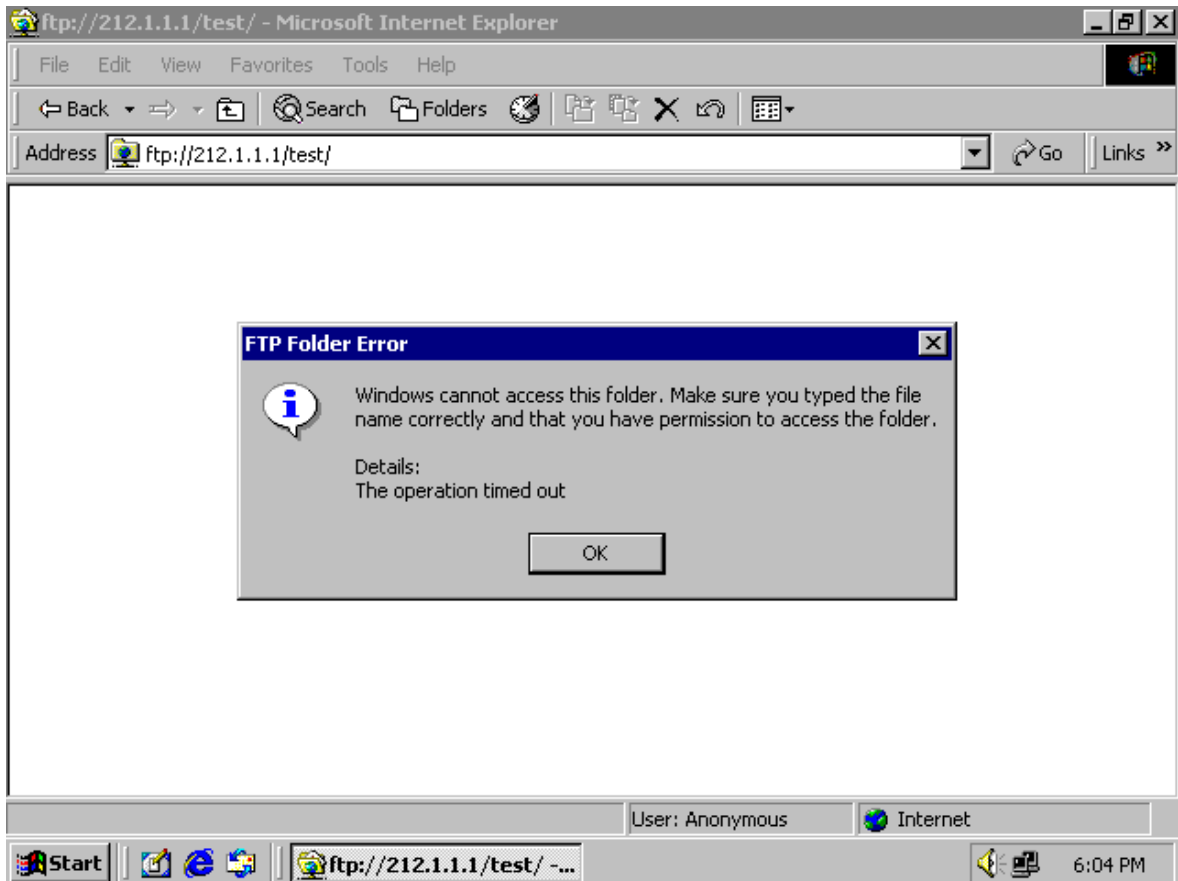 ftp://212.1.1.1/test/ - Microsoft Internet Explorer
File Edit View Favorites Tools Help
Back Search Folders
Address ftp://212.1.1.1/test/ Go Links »
FTP Folder Error
Windows cannot access this folder. Make sure you typed the file
name correctly and that you have permission to access the folder.
Details:
The operation timed out
OK
User: Anonymous Internet
Start ftp://212.1.1.1/test/ -... 6:04 PM